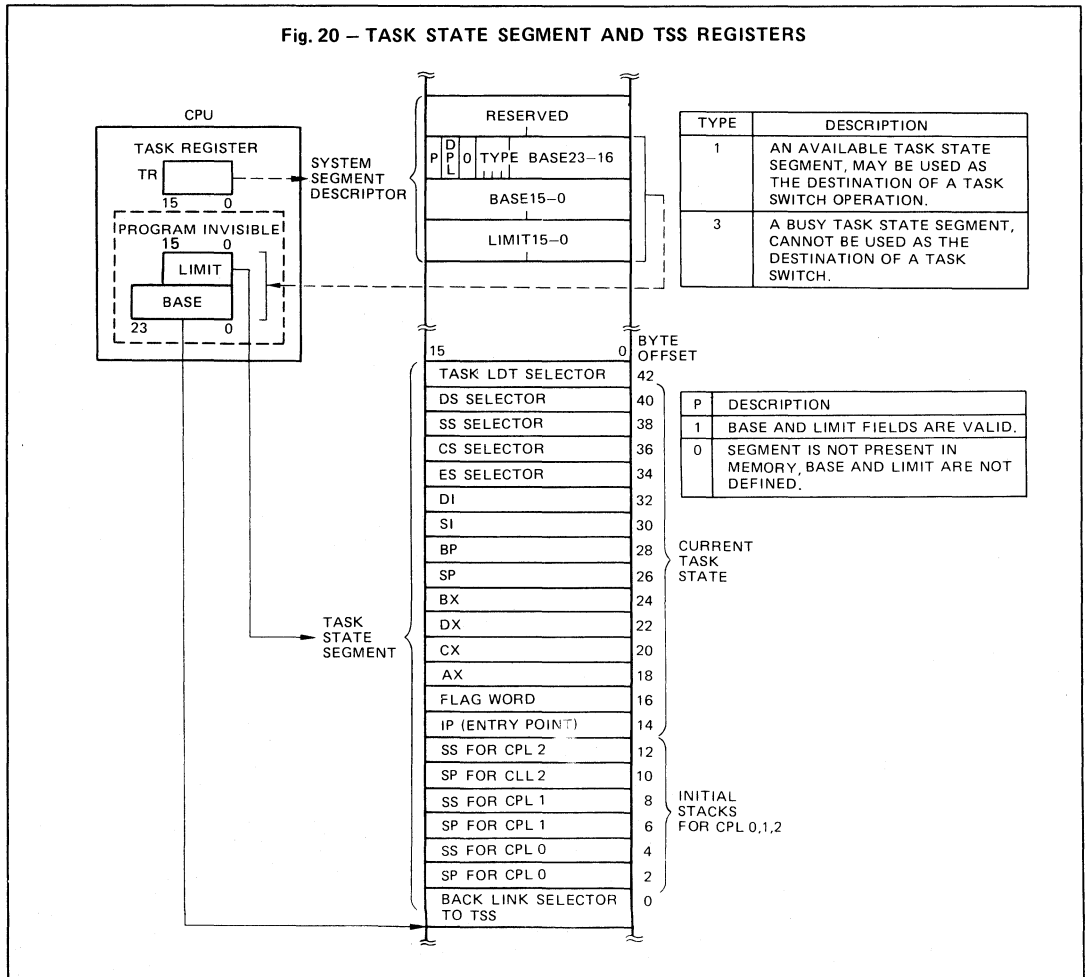 Fig. 20 – TASK STATE SEGMENT AND TSS REGISTERS
CPU
TASK REGISTER
TR
15 0
PROGRAM INVISIBLE
15 0
LIMIT
BASE
23 0
SYSTEM
SEGMENT
DESCRIPTOR
RESERVED
P DPL 0 TYPE BASE23–16
BASE15–0
LIMIT15–0
TYPE DESCRIPTION
1 AN AVAILABLE TASK STATE
SEGMENT, MAY BE USED AS
THE DESTINATION OF A TASK
SWITCH OPERATION.
3 A BUSY TASK STATE SEGMENT,
CANNOT BE USED AS THE
DESTINATION OF A TASK
SWITCH.
15 0
BYTE
OFFSET
TASK LDT SELECTOR 42
DS SELECTOR 40
SS SELECTOR 38
CS SELECTOR 36
ES SELECTOR 34
DI 32
SI 30
BP 28
SP 26
BX 24
DX 22
CX 20
AX 18
FLAG WORD 16
IP (ENTRY POINT) 14
SS FOR CPL 2 12
SP FOR CLL 2 10
SS FOR CPL 1 8
SP FOR CPL 1 6
SS FOR CPL 0 4
SP FOR CPL 0 2
BACK LINK SELECTOR 0
TO TSS
TASK
STATE
SEGMENT
P DESCRIPTION
1 BASE AND LIMIT FIELDS ARE VALID.
0 SEGMENT IS NOT PRESENT IN
MEMORY, BASE AND LIMIT ARE NOT
DEFINED.
CURRENT
TASK
STATE
INITIAL
STACKS
FOR CPL 0,1,2